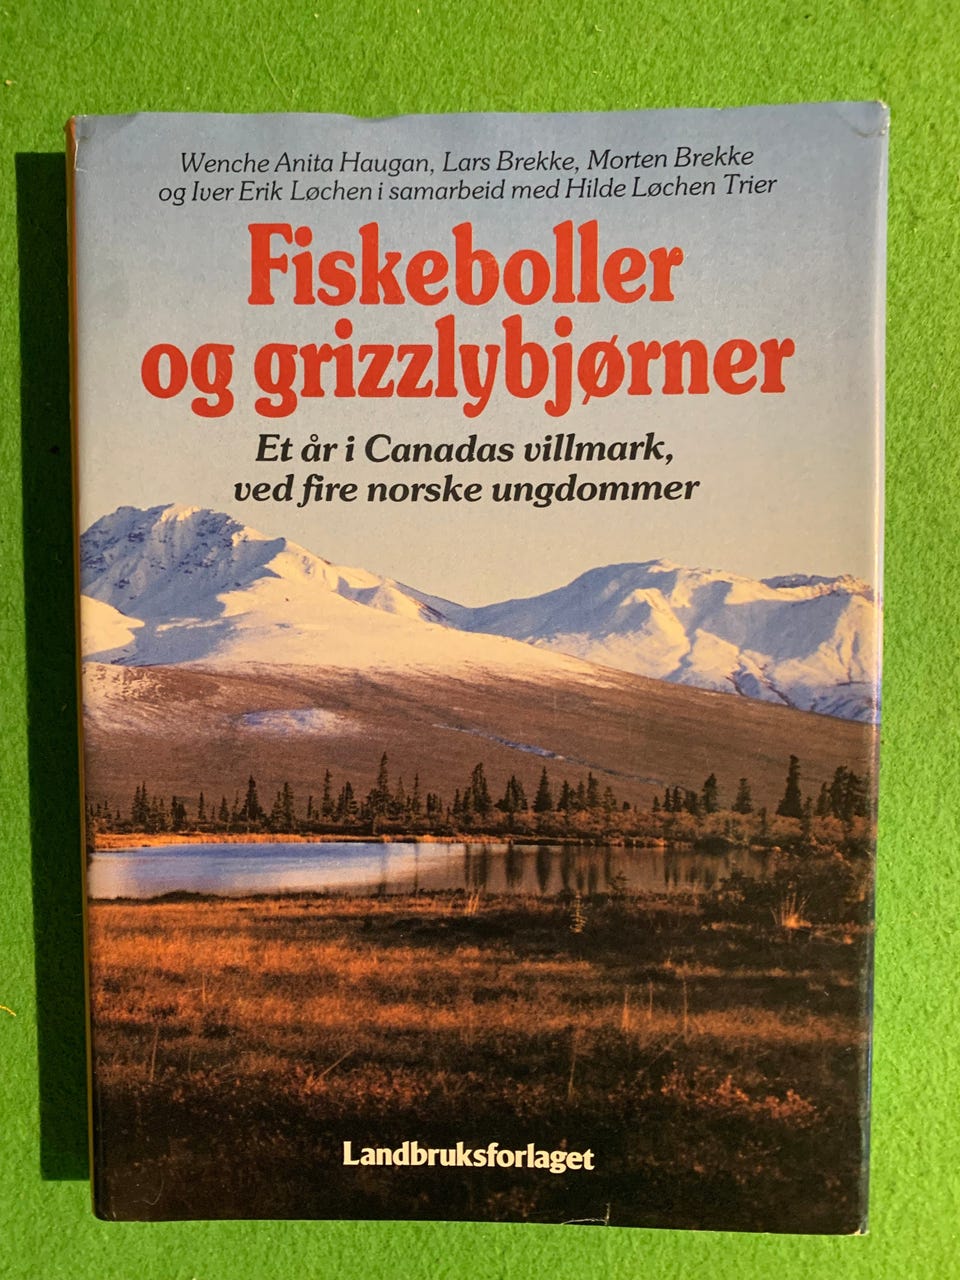 Wenche Anita Haugan, Lars Brekke, Morten Brekke
og Iver Erik Løchen i samarbeid med Hilde Løchen Trier
Fiskeboller
og grizzlybjørner
Et år i Canadas villmark,
ved fire norske ungdommer
Landbruksforlaget